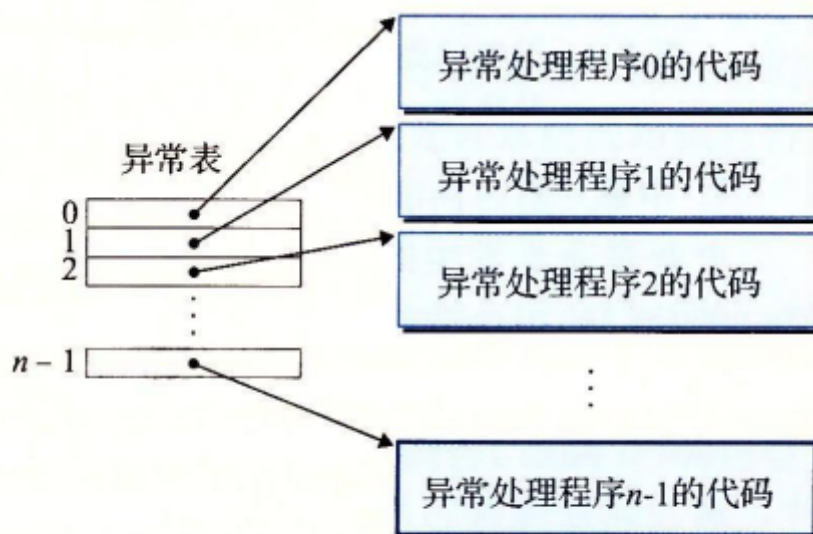 异常处理程序0的代码
异常表
异常处理程序1的代码
0
1
2
异常处理程序2的代码
n – 1
异常处理程序n-1的代码